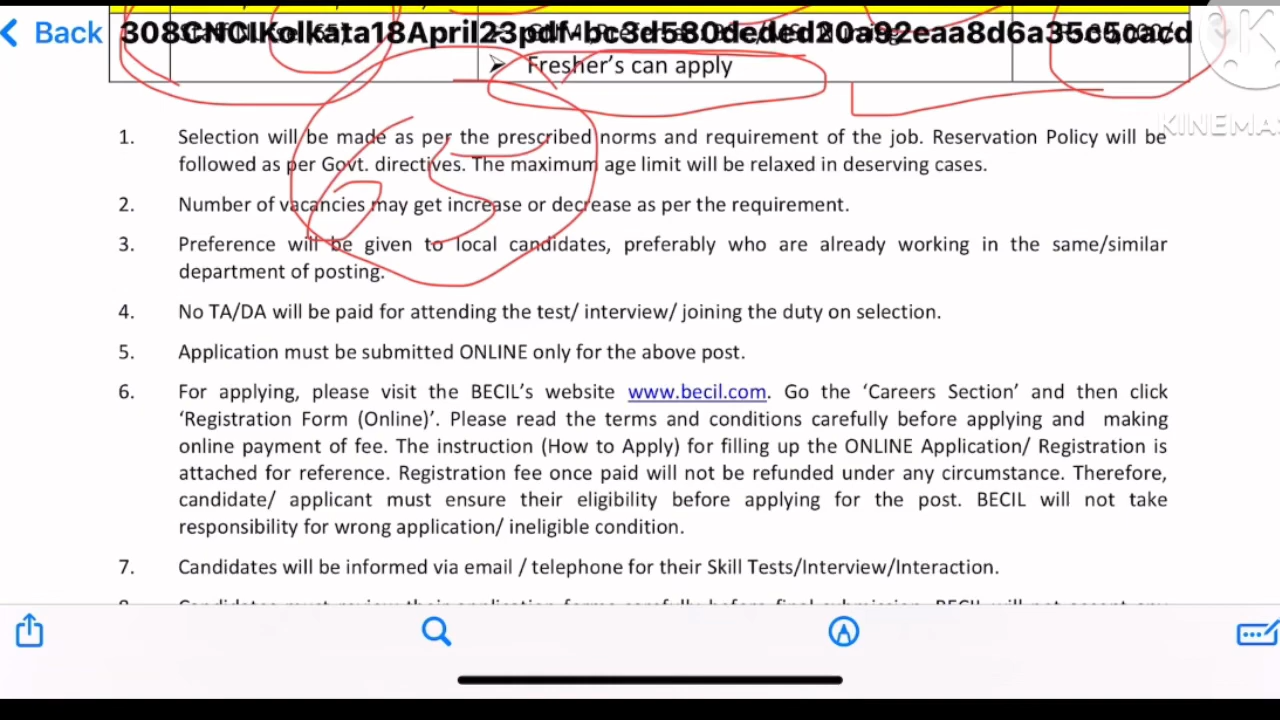 Back 308CNCIKolkata18April23pdf-bc3d580deded20a92eaa8d6a35c5cacd
➤ Fresher's can apply
KINEMA
65
1. Selection will be made as per the prescribed norms and requirement of the job. Reservation Policy will be
followed as per Govt. directives. The maximum age limit will be relaxed in deserving cases.
2. Number of vacancies may get increase or decrease as per the requirement.
3. Preference will be given to local candidates, preferably who are already working in the same/similar
department of posting.
4. No TA/DA will be paid for attending the test/ interview/ joining the duty on selection.
5. Application must be submitted ONLINE only for the above post.
6. For applying, please visit the BECIL's website www.becil.com. Go the ‘Careers Section’ and then click
‘Registration Form (Online)’. Please read the terms and conditions carefully before applying and making
online payment of fee. The instruction (How to Apply) for filling up the ONLINE Application/ Registration is
attached for reference. Registration fee once paid will not be refunded under any circumstance. Therefore,
candidate/ applicant must ensure their eligibility before applying for the post. BECIL will not take
responsibility for wrong application/ ineligible condition.
7. Candidates will be informed via email / telephone for their Skill Tests/Interview/Interaction.